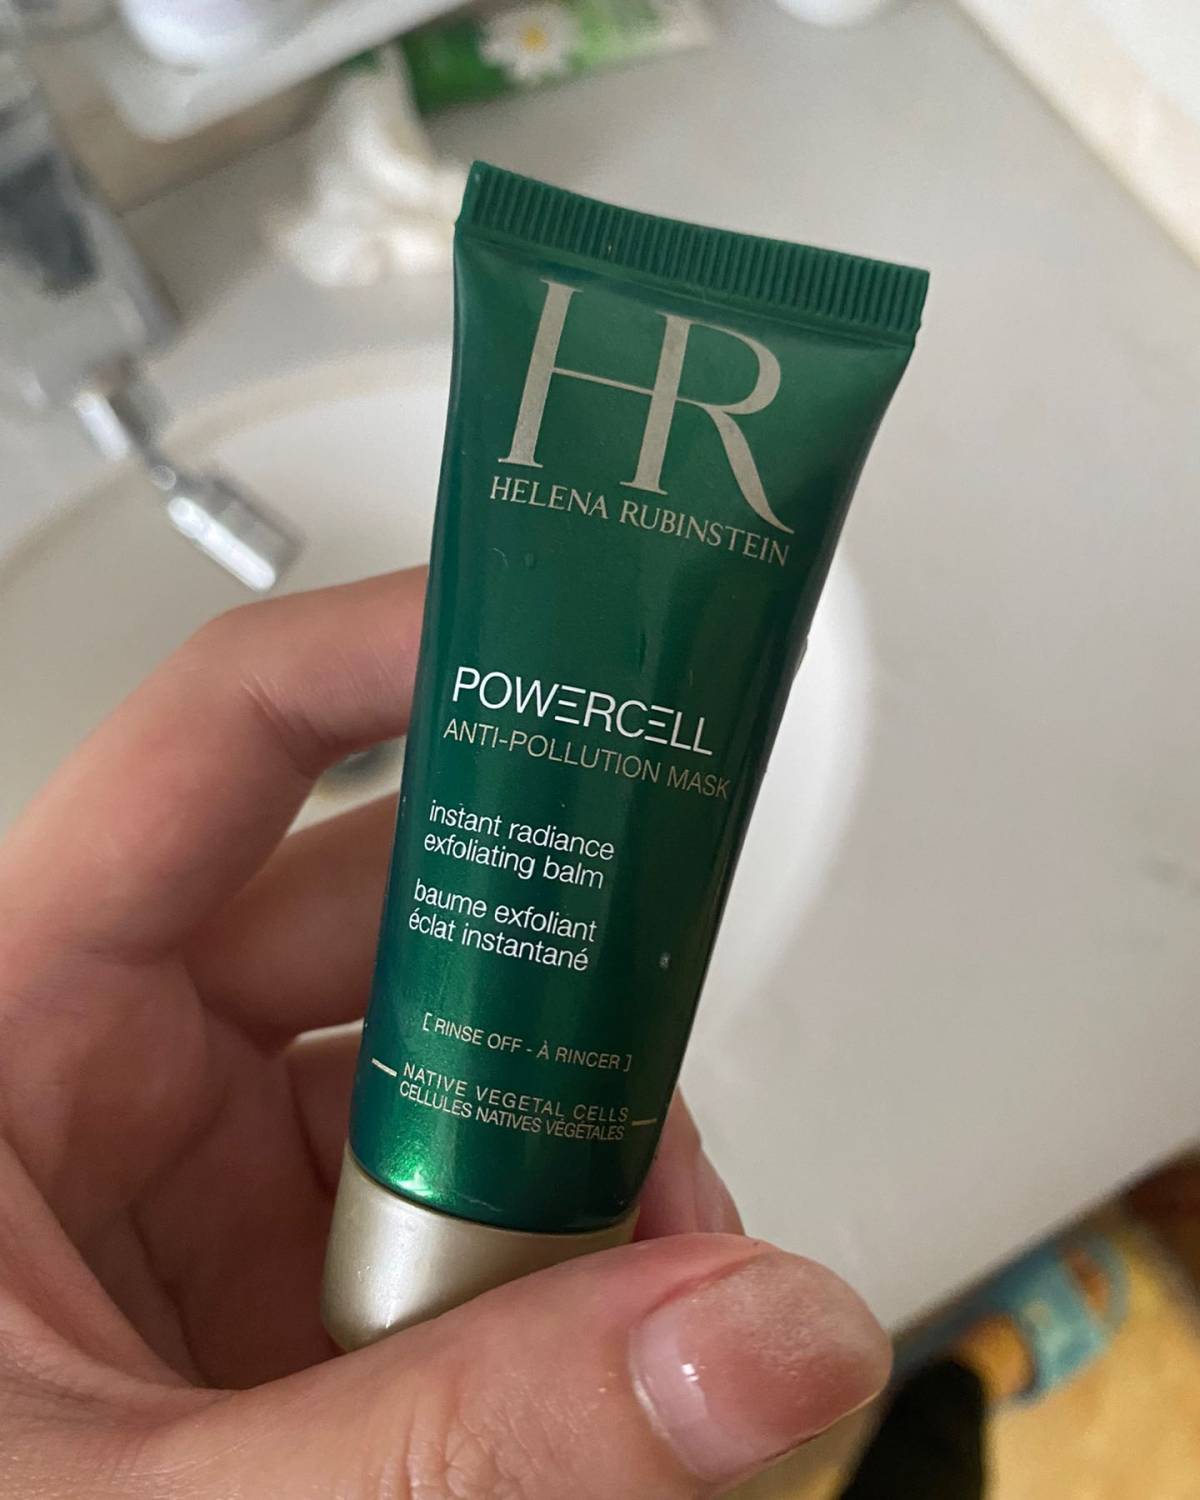 HR
HELENA RUBINSTEIN
POWERCELL
ANTI-POLLUTION MASK
instant radiance
exfoliating balm
baume exfoliant
éclat instantané
[ RINSE OFF - À RINCER ]
NATIVE VEGETAL CELLS
CELLULES NATIVES VÉGÉTALES